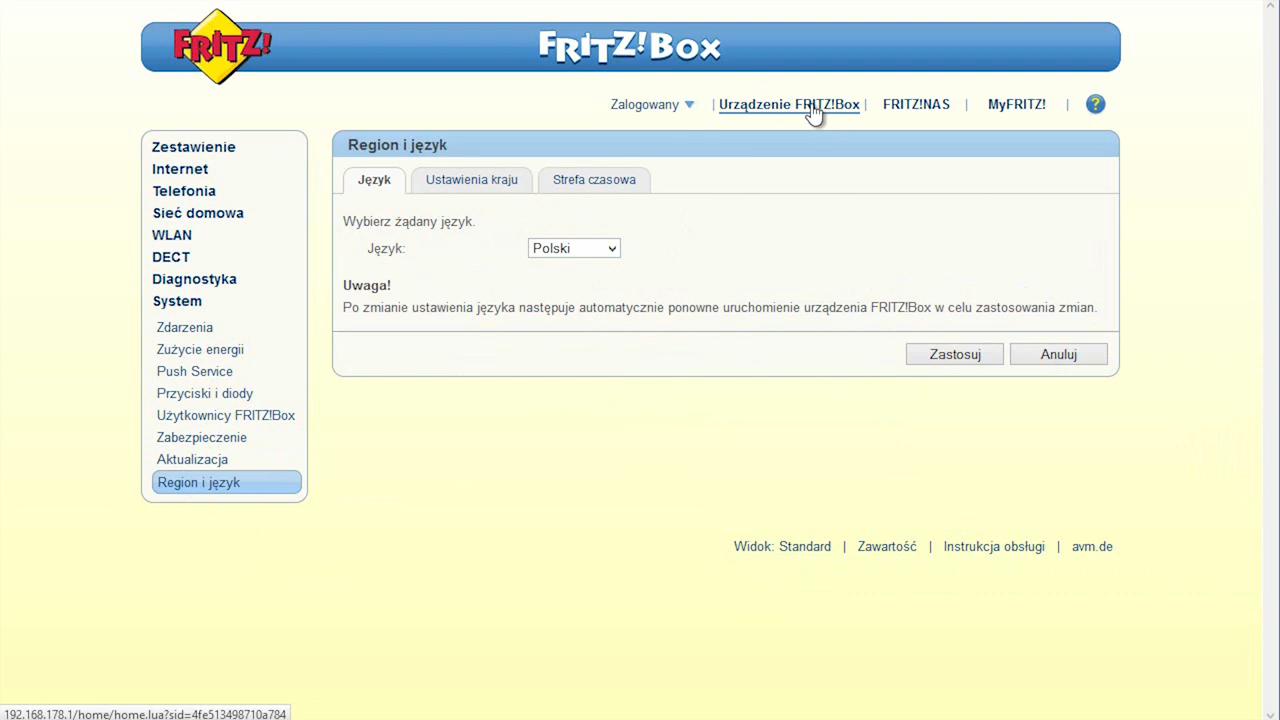 FRITZ!
FRITZ!Box
Zalogowany | Urządzenie FRITZ!Box | FRITZ!NAS | MyFRITZ! | ?
Zestawienie
Internet
Telefonia
Sieć domowa
WLAN
DECT
Diagnostyka
System
Zdarzenia
Zużycie energii
Push Service
Przyciski i diody
Użytkownicy FRITZ!Box
Zabezpieczenie
Aktualizacja
Region i język
Region i język
Język Ustawienia kraju Strefa czasowa
Wybierz żądany język.
Język: Polski
Uwaga!
Po zmianie ustawienia języka następuje automatycznie ponowne uruchomienie urządzenia FRITZ!Box w celu zastosowania zmian.
Zastosuj Anuluj
Widok: Standard | Zawartość | Instrukcja obsługi | avm.de
192.168.178.1/home/home.lua?sid=4fe513498710a784